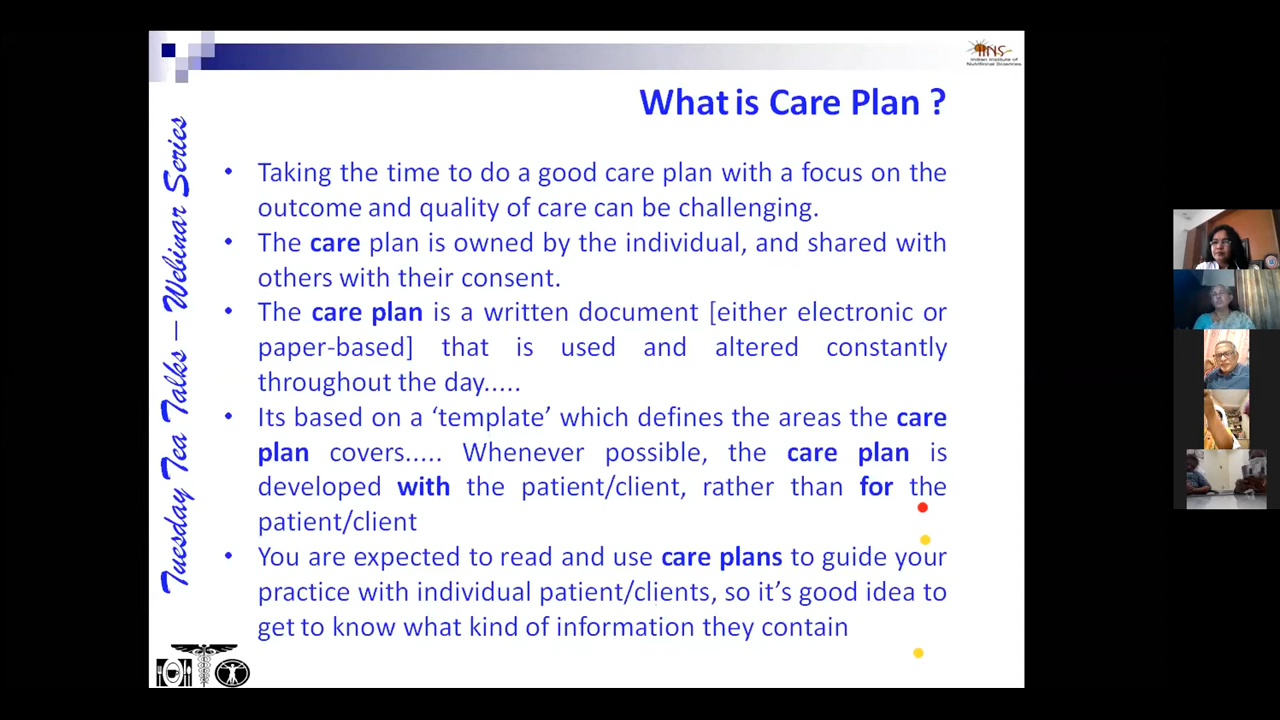 IINS
Indian Institute of
Nutritional Sciences
What is Care Plan ?
Tuesday Tea Talks – Webinar Series
• Taking the time to do a good care plan with a focus on the
outcome and quality of care can be challenging.
• The care plan is owned by the individual, and shared with
others with their consent.
• The care plan is a written document [either electronic or
paper-based] that is used and altered constantly
throughout the day.....
• Its based on a ‘template’ which defines the areas the care
plan covers..... Whenever possible, the care plan is
developed with the patient/client, rather than for the
patient/client
• You are expected to read and use care plans to guide your
practice with individual patient/clients, so it’s good idea to
get to know what kind of information they contain